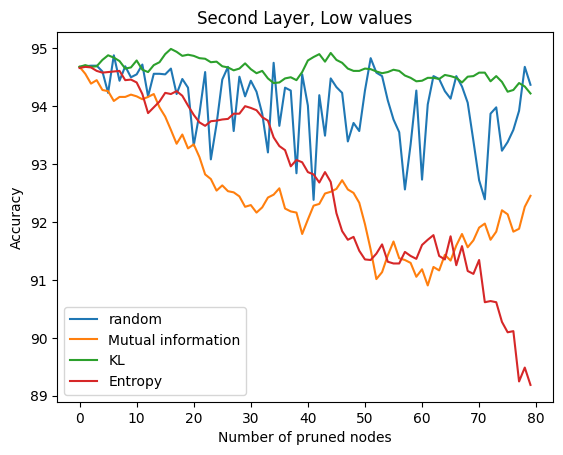 Second Layer, Low values
95
94
93
92
91
90
89
Accuracy
random
Mutual information
KL
Entropy
0 10 20 30 40 50 60 70 80
Number of pruned nodes